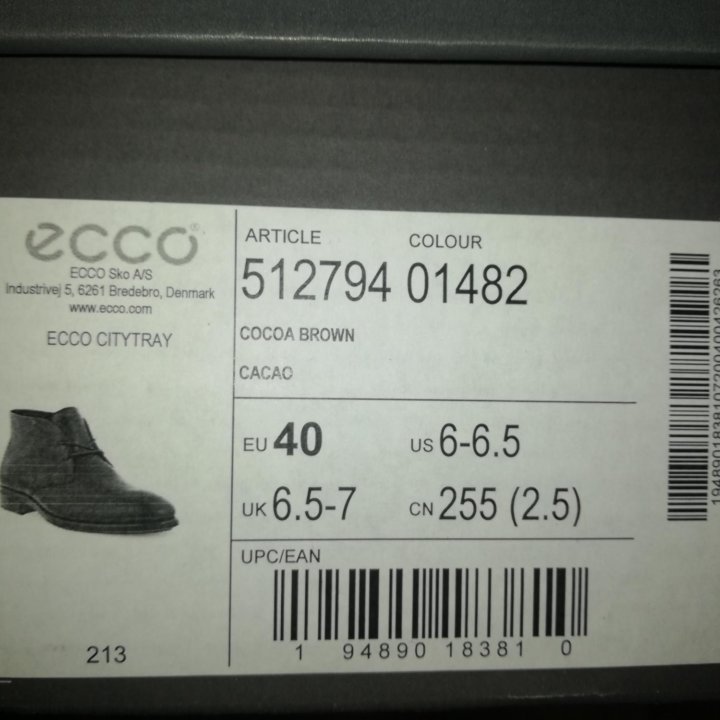 ecco®
ECCO Sko A/S
Industrivej 5, 6261 Bredebro, Denmark
www.ecco.com
ECCO CITYTRAY
213
ARTICLE COLOUR
512794 01482
COCOA BROWN
CACAO
EU 40 US 6-6.5
UK 6.5-7 CN 255 (2.5)
UPC/EAN
1 94890 18381 0